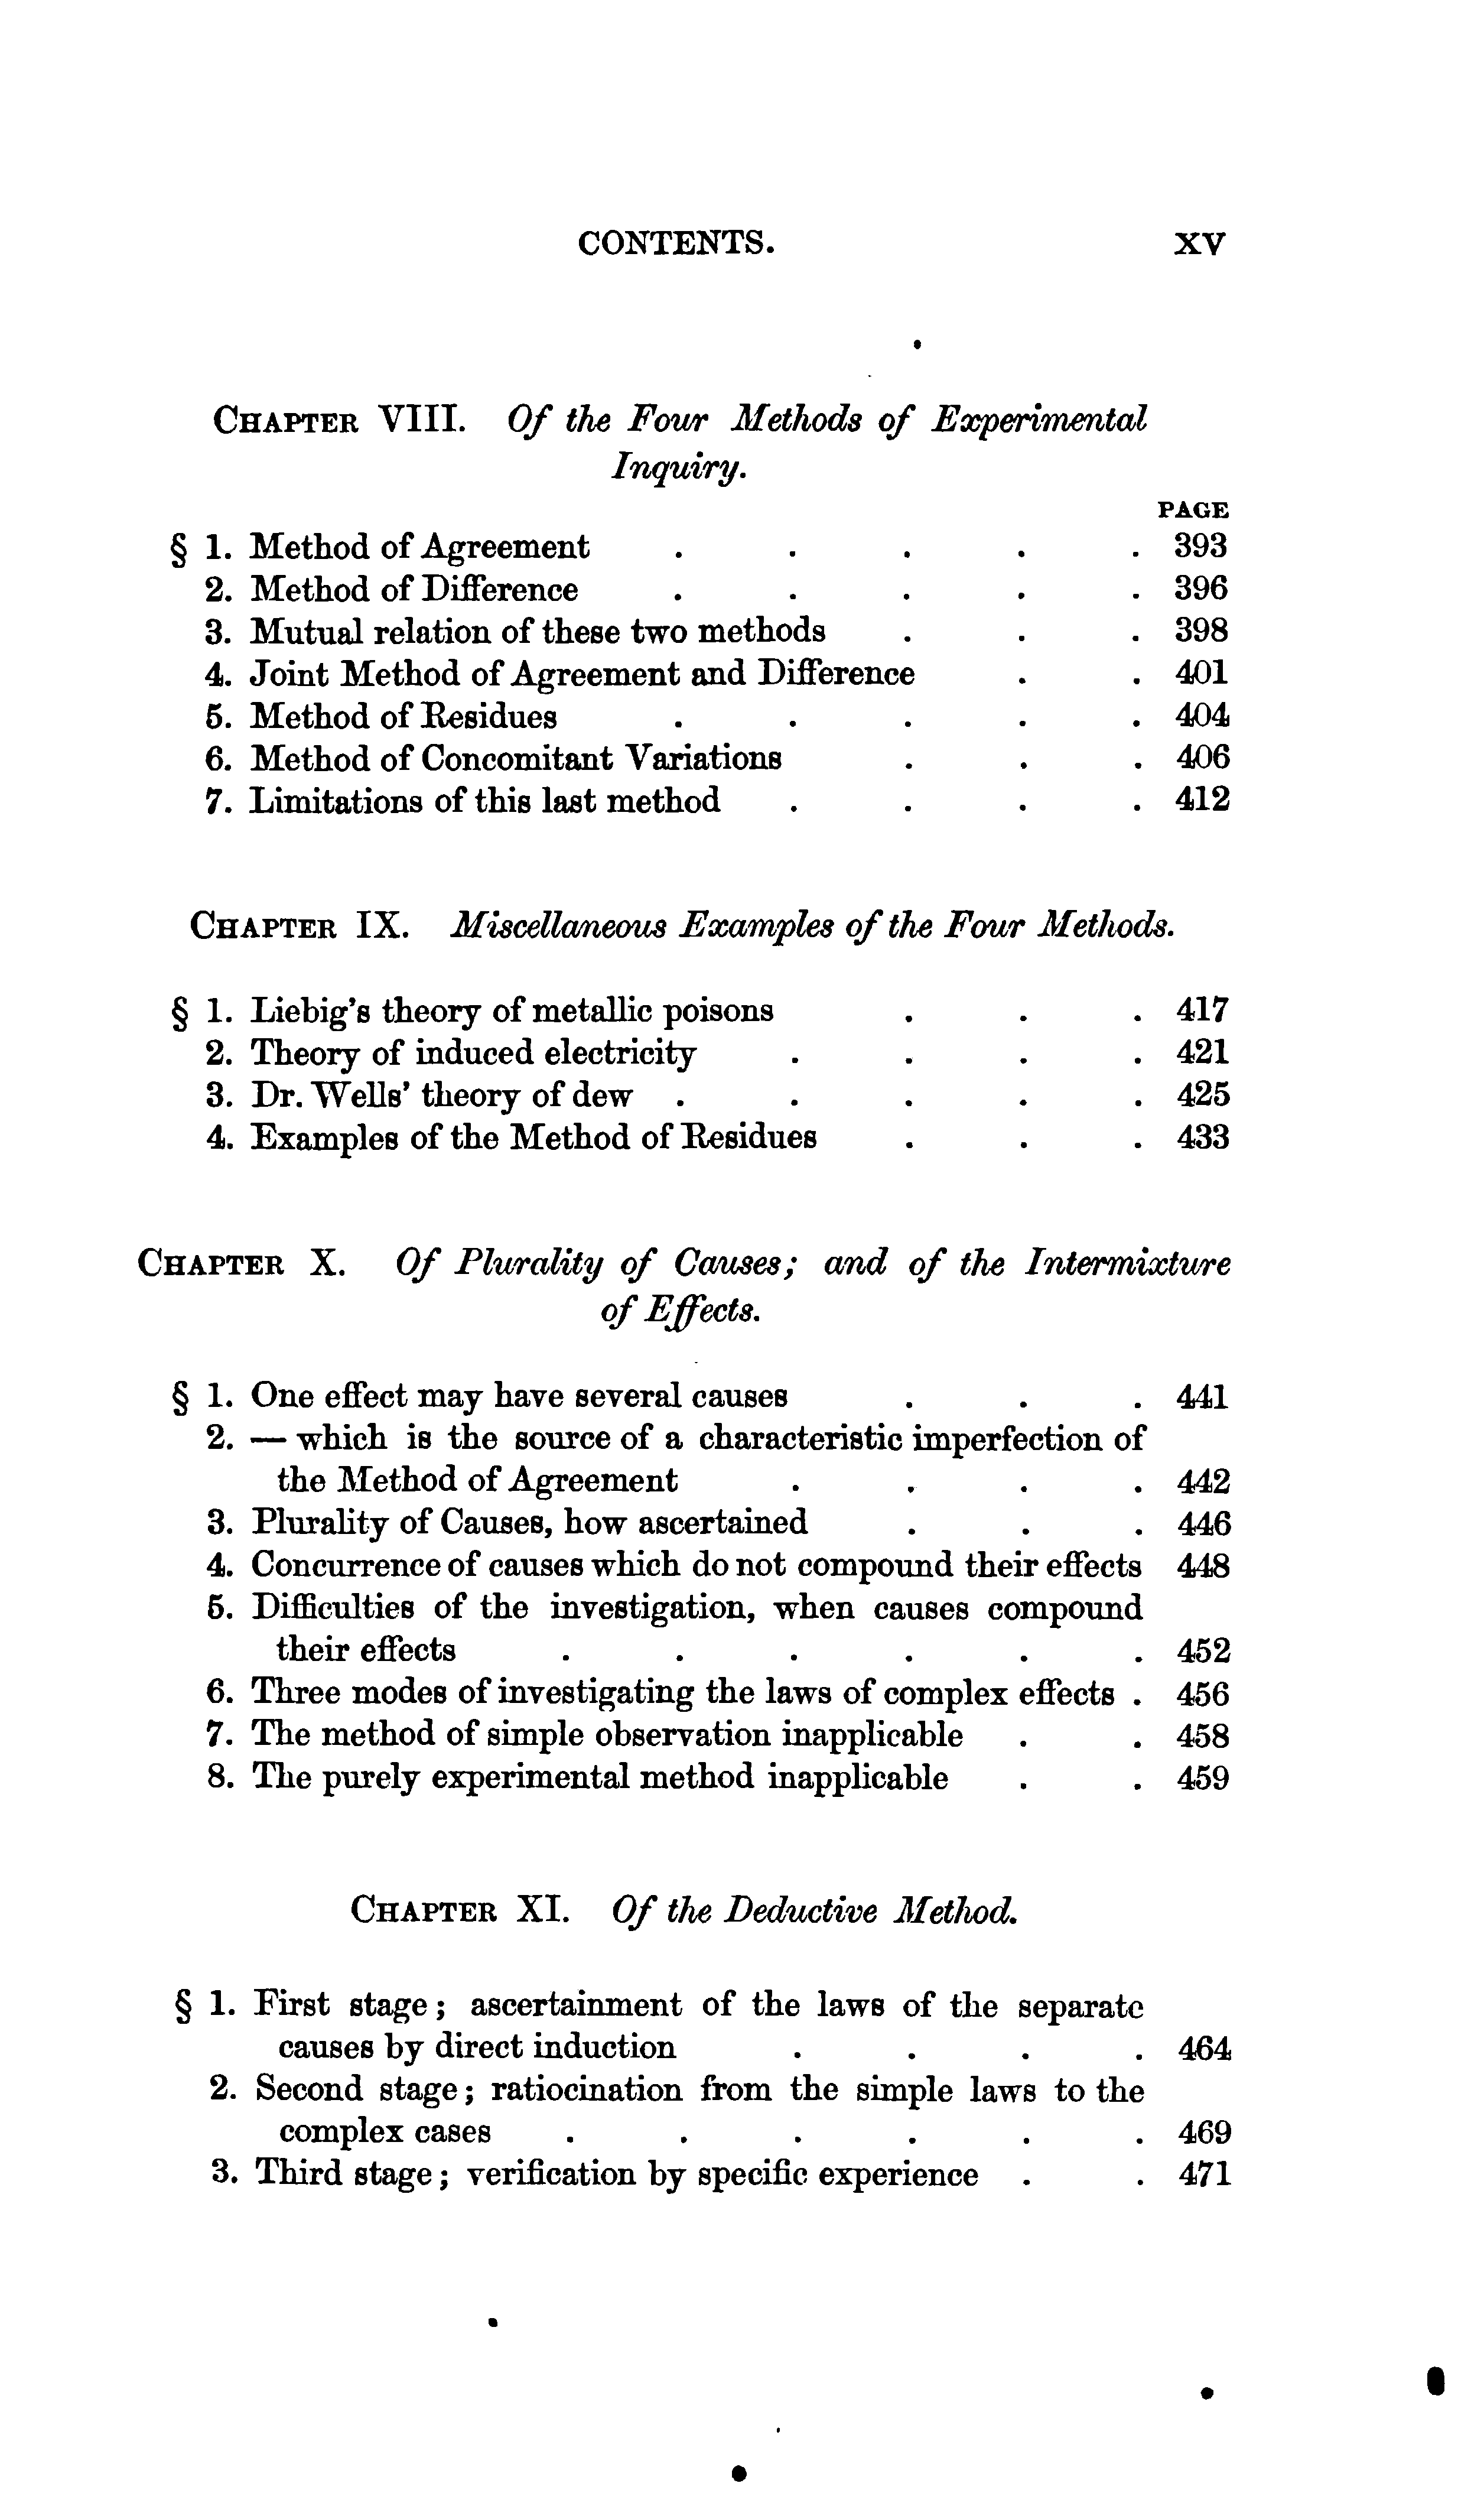 CONTENTS. XV
CHAPTER VIII. Of the Four Methods of Experimental
Inquiry.
PAGE
§ 1. Method of Agreement . . . . . 393
2. Method of Difference . . . . . 396
3. Mutual relation of these two methods . . . 398
4. Joint Method of Agreement and Difference . . 401
5. Method of Residues . . . . . 404
6. Method of Concomitant Variations . . . 406
7. Limitations of this last method . . . . 412
CHAPTER IX. Miscellaneous Examples of the Four Methods.
§ 1. Liebig's theory of metallic poisons . . . 417
2. Theory of induced electricity . . . . 421
3. Dr. Wells' theory of dew . . . . . 425
4. Examples of the Method of Residues . . . 433
CHAPTER X. Of Plurality of Causes; and of the Intermixture
of Effects.
§ 1. One effect may have several causes . . . 441
2. — which is the source of a characteristic imperfection of
the Method of Agreement . . . . 442
3. Plurality of Causes, how ascertained . . . 446
4. Concurrence of causes which do not compound their effects 448
5. Difficulties of the investigation, when causes compound
their effects . . . . . . 452
6. Three modes of investigating the laws of complex effects . 456
7. The method of simple observation inapplicable . . 458
8. The purely experimental method inapplicable . . 459
CHAPTER XI. Of the Deductive Method.
§ 1. First stage; ascertainment of the laws of the separate
causes by direct induction . . . . 464
2. Second stage; ratiocination from the simple laws to the
complex cases . . . . . . 469
3. Third stage; verification by specific experience . . 471